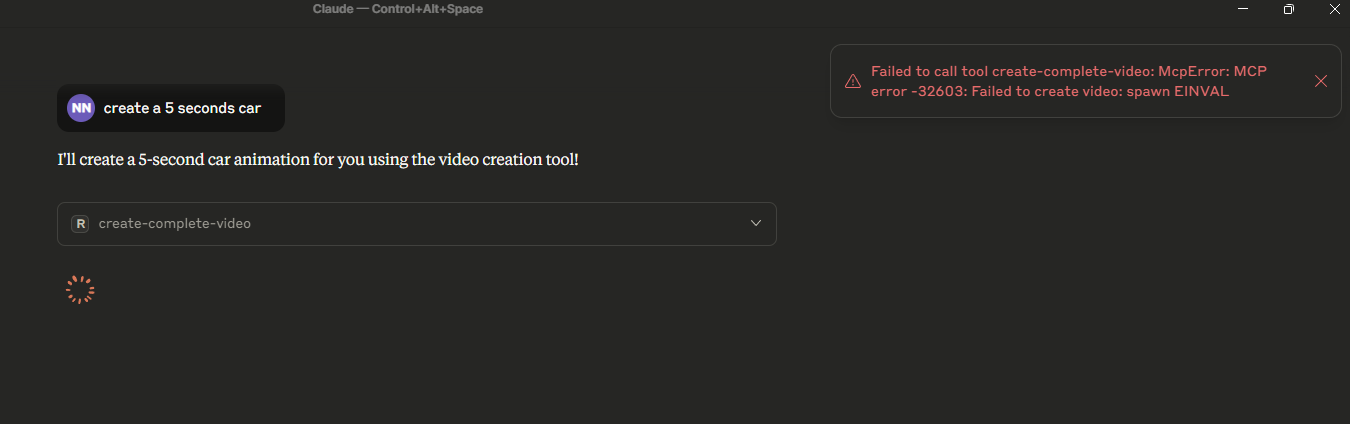 Claude — Control+Alt+Space
Failed to call tool create-complete-video: McpError: MCP
error -32603: Failed to create video: spawn EINVAL
NN create a 5 seconds car
I'll create a 5-second car animation for you using the video creation tool!
R create-complete-video